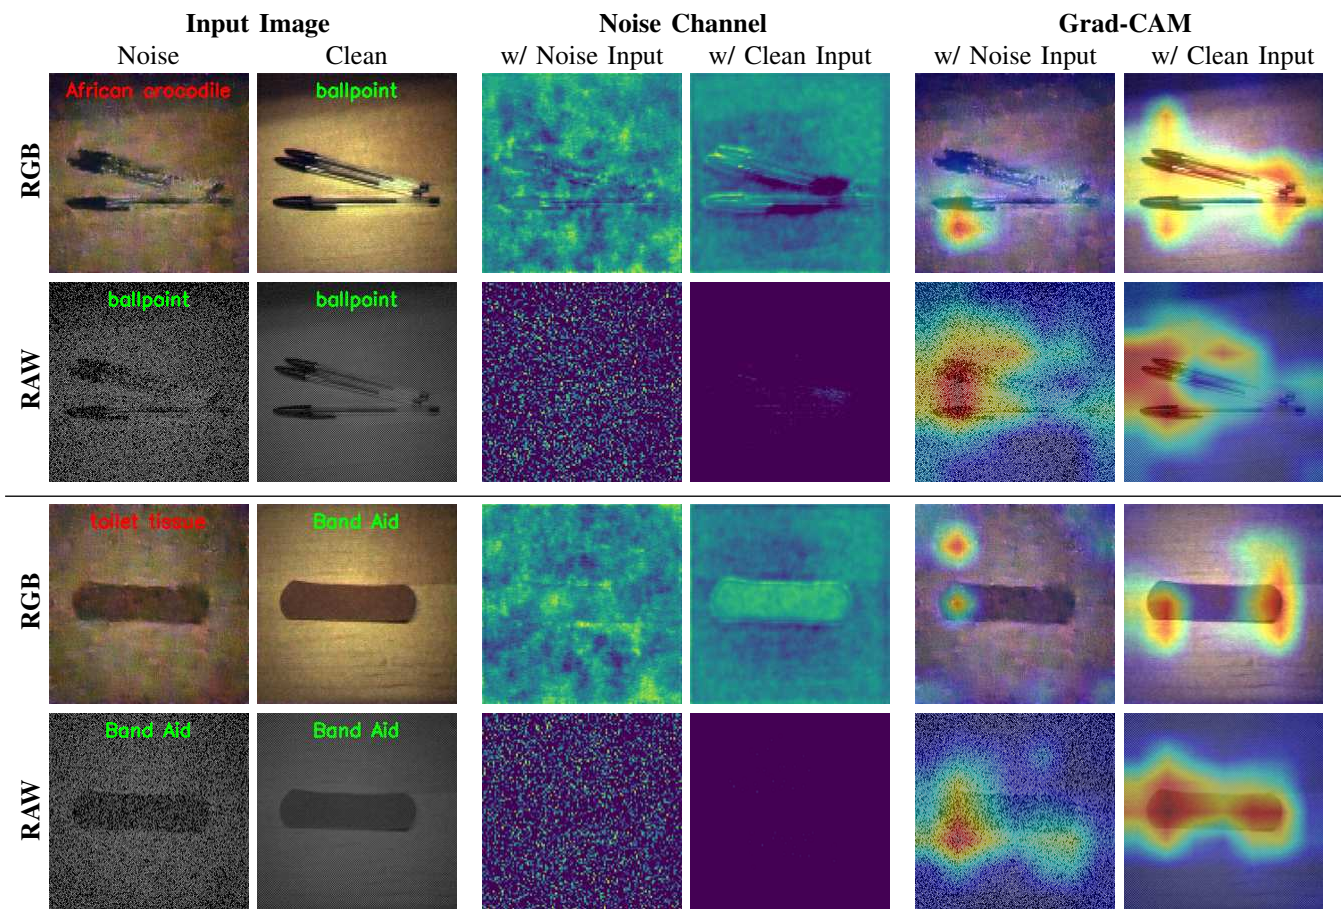 Input Image Noise Channel Grad-CAM
Noise Clean w/ Noise Input w/ Clean Input w/ Noise Input w/ Clean Input
RGB
African crocodile ballpoint
RAW
ballpoint ballpoint
RGB
toilet tissue Band Aid
RAW
Band Aid Band Aid